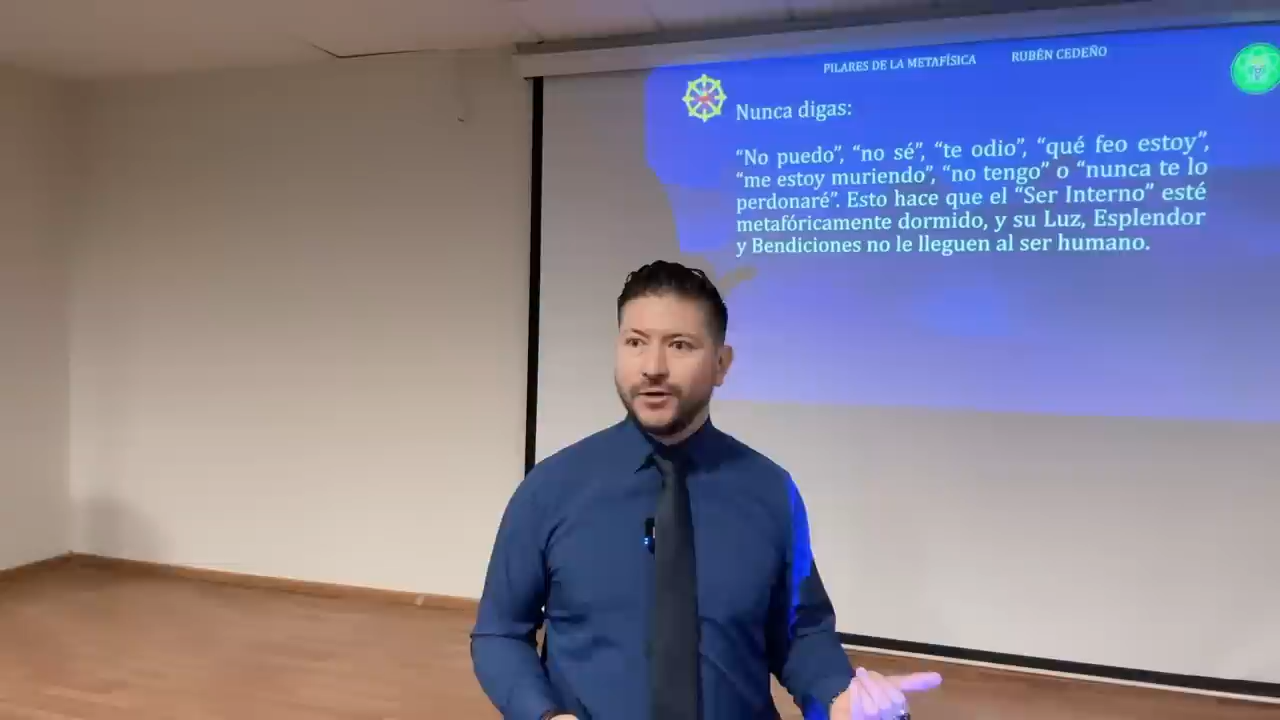 PILARES DE LA METAFÍSICA RUBÉN CEDEÑO
Nunca digas:
“No puedo”, “no sé”, “te odio”, “qué feo estoy”,
“me estoy muriendo”, “no tengo” o “nunca te lo
perdonaré”. Esto hace que el “Ser Interno” esté
metafóricamente dormido, y su Luz, Esplendor
y Bendiciones no le lleguen al ser humano.